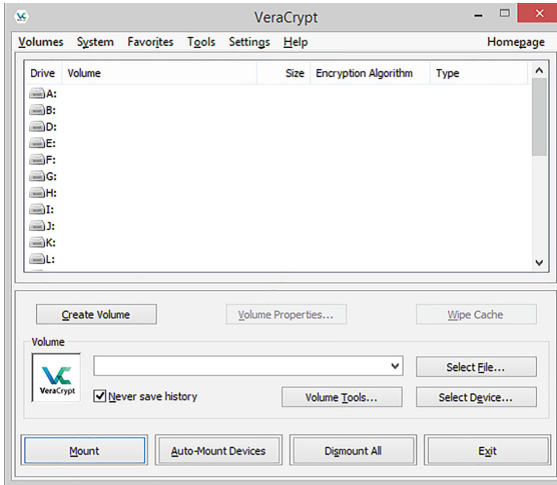 VeraCrypt
Volumes System Favorites Tools Settings Help Homepage
Drive Volume Size Encryption Algorithm Type
A:
B:
D:
E:
F:
G:
H:
I:
J:
K:
L:
Create Volume Volume Properties... Wipe Cache
Volume
VeraCrypt
Select File...
Never save history Volume Tools... Select Device...
Mount Auto-Mount Devices Dismount All Exit